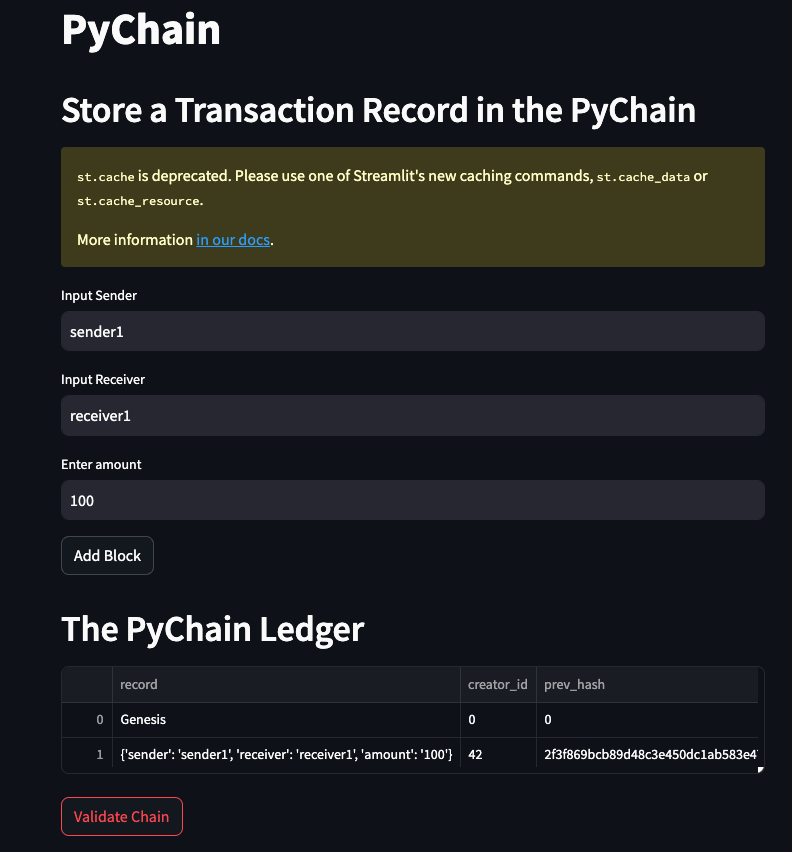 PyChain
Store a Transaction Record in the PyChain
st.cache is deprecated. Please use one of Streamlit's new caching commands, st.cache_data or
st.cache_resource.
More information in our docs.
Input Sender
sender1
Input Receiver
receiver1
Enter amount
100
Add Block
The PyChain Ledger
record creator_id prev_hash
0 Genesis 0 0
1 {'sender': 'sender1', 'receiver': 'receiver1', 'amount': '100'} 42 2f3f869bcb89d48c3e450dc1ab583e4
Validate Chain